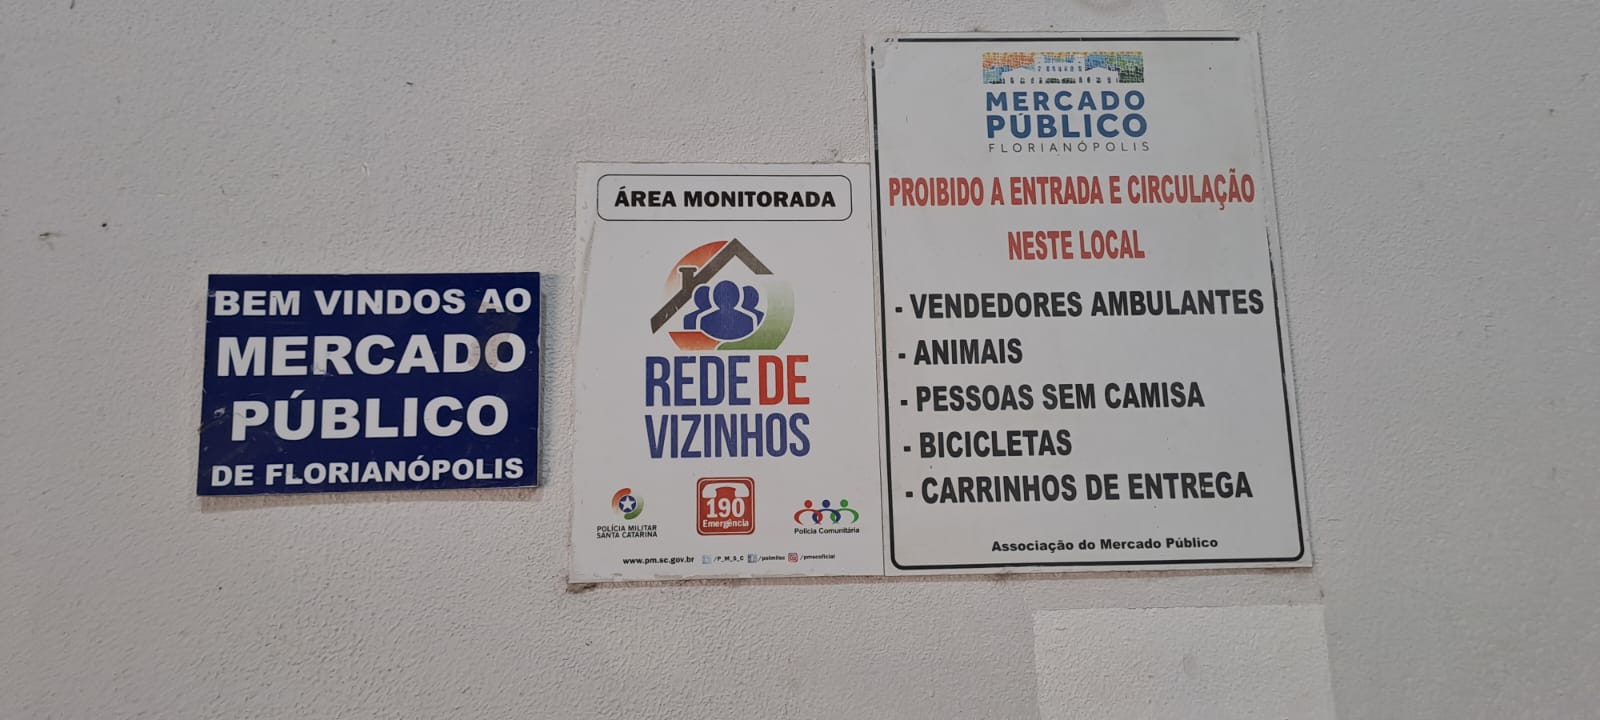 BEM VINDOS AO
MERCADO
PÚBLICO
DE FLORIANÓPOLIS
ÁREA MONITORADA
REDE DE
VIZINHOS
POLÍCIA MILITAR
SANTA CATARINA
190
Emergência
Polícia Comunitária
www.pm.sc.gov.br /P_M_S_C /pmscoficial
MERCADO
PÚBLICO
FLORIANÓPOLIS
PROIBIDO A ENTRADA E CIRCULAÇÃO
NESTE LOCAL
- VENDEDORES AMBULANTES
- ANIMAIS
- PESSOAS SEM CAMISA
- BICICLETAS
- CARRINHOS DE ENTREGA
Associação do Mercado Público